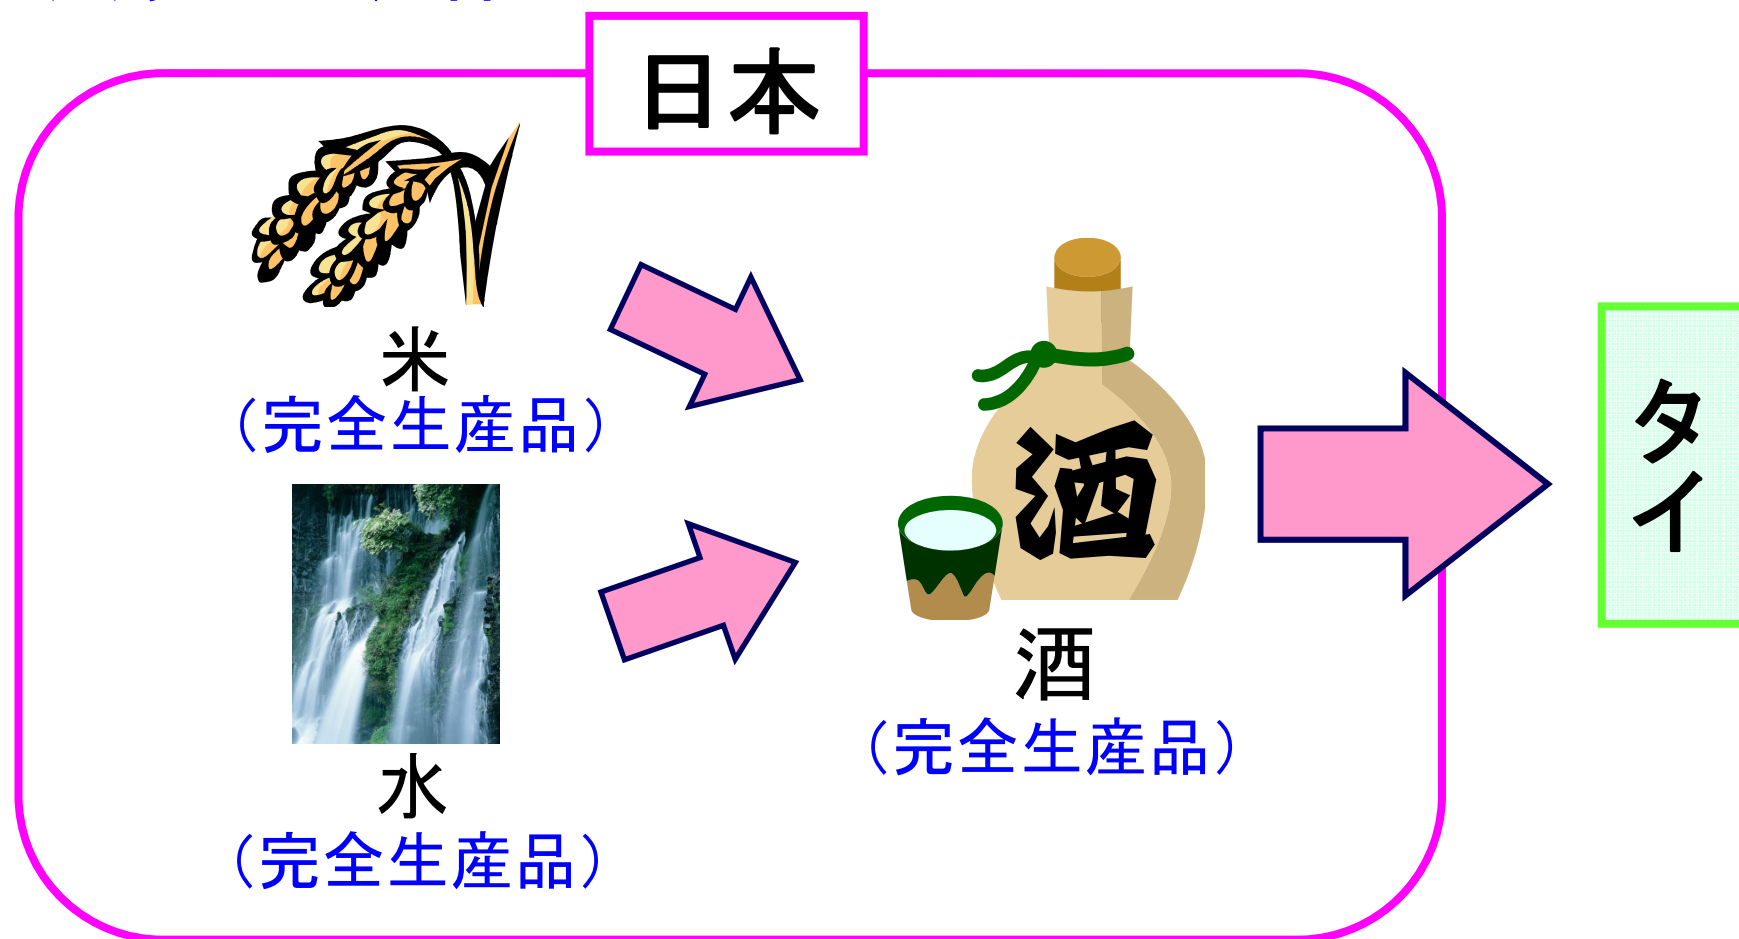 日本
米
（完全生産品）
水
（完全生産品）
酒
酒
（完全生産品）
タイ